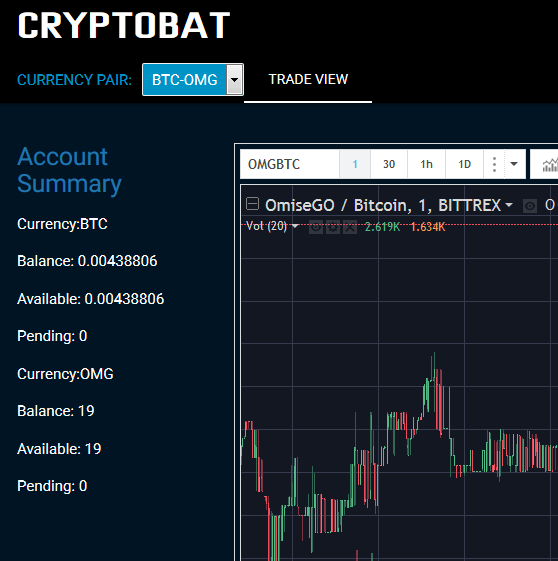 CRYPTOBAT
CURRENCY PAIR: BTC-OMG TRADE VIEW
Account
Summary
Currency:BTC
Balance: 0.00438806
Available: 0.00438806
Pending: 0
Currency:OMG
Balance: 19
Available: 19
Pending: 0
OMGBTC 1 30 1h 1D
OmiseGO / Bitcoin, 1, BITTREX O
Vol (20) 2.619K 1.634K